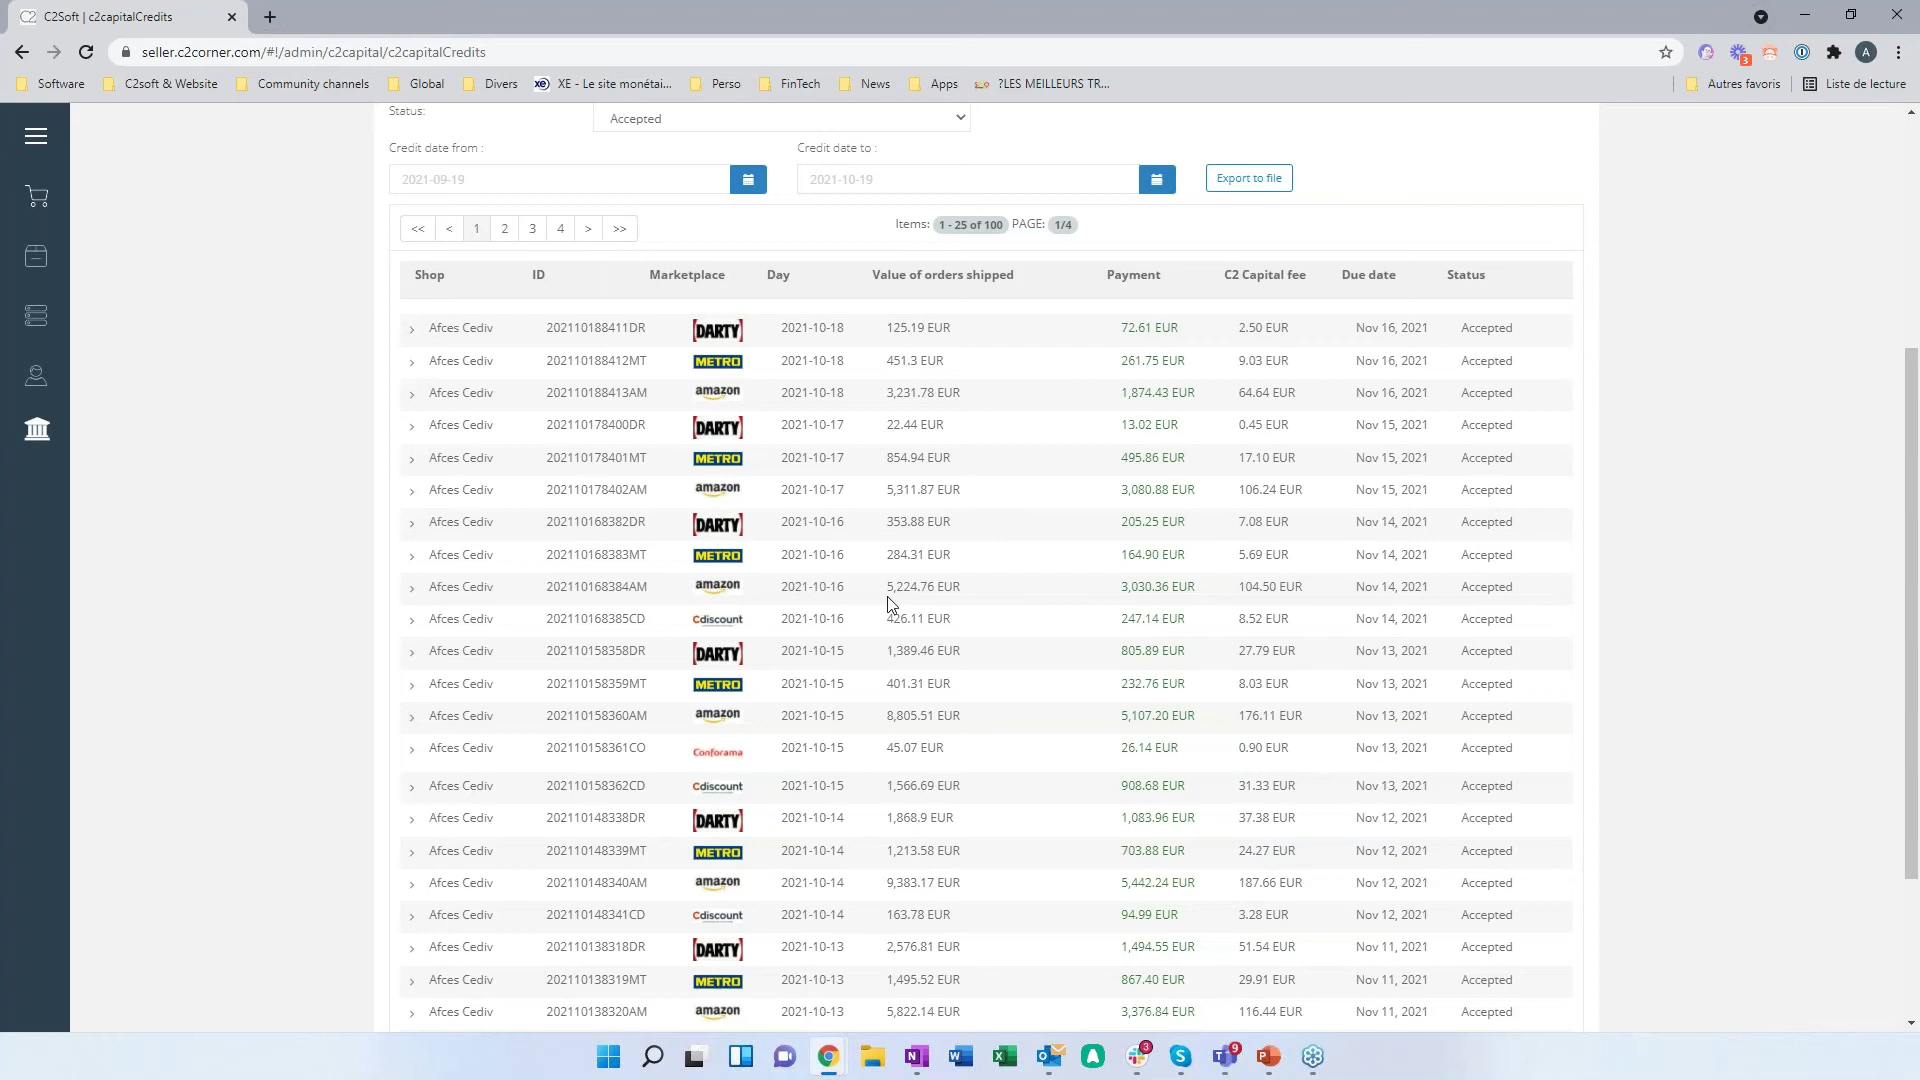 C2 C2Soft | c2capitalCredits
seller.c2corner.com/#!/admin/c2capital/c2capitalCredits
3 A
Software C2soft & Website Community channels Global Divers xe XE - Le site monétai... Perso FinTech News Apps ?LES MEILLEURS TR... Autres favoris Liste de lecture
Status: Accepted
Credit date from : Credit date to :
2021-09-19 2021-10-19 Export to file
<< < 1 2 3 4 > >> Items: 1 - 25 of 100 PAGE: 1/4
Shop ID Marketplace Day Value of orders shipped Payment C2 Capital fee Due date Status
Afces Cediv 202110188411DR DARTY 2021-10-18 125.19 EUR 72.61 EUR 2.50 EUR Nov 16, 2021 Accepted
Afces Cediv 202110188412MT METRO 2021-10-18 451.3 EUR 261.75 EUR 9.03 EUR Nov 16, 2021 Accepted
Afces Cediv 202110188413AM amazon 2021-10-18 3,231.78 EUR 1,874.43 EUR 64.64 EUR Nov 16, 2021 Accepted
Afces Cediv 202110178400DR DARTY 2021-10-17 22.44 EUR 13.02 EUR 0.45 EUR Nov 15, 2021 Accepted
Afces Cediv 202110178401MT METRO 2021-10-17 854.94 EUR 495.86 EUR 17.10 EUR Nov 15, 2021 Accepted
Afces Cediv 202110178402AM amazon 2021-10-17 5,311.87 EUR 3,080.88 EUR 106.24 EUR Nov 15, 2021 Accepted
Afces Cediv 202110168382DR DARTY 2021-10-16 353.88 EUR 205.25 EUR 7.08 EUR Nov 14, 2021 Accepted
Afces Cediv 202110168383MT METRO 2021-10-16 284.31 EUR 164.90 EUR 5.69 EUR Nov 14, 2021 Accepted
Afces Cediv 202110168384AM amazon 2021-10-16 5,224.76 EUR 3,030.36 EUR 104.50 EUR Nov 14, 2021 Accepted
Afces Cediv 202110168385CD Cdiscount 2021-10-16 426.11 EUR 247.14 EUR 8.52 EUR Nov 14, 2021 Accepted
Afces Cediv 202110158358DR DARTY 2021-10-15 1,389.46 EUR 805.89 EUR 27.79 EUR Nov 13, 2021 Accepted
Afces Cediv 202110158359MT METRO 2021-10-15 401.31 EUR 232.76 EUR 8.03 EUR Nov 13, 2021 Accepted
Afces Cediv 202110158360AM amazon 2021-10-15 8,805.51 EUR 5,107.20 EUR 176.11 EUR Nov 13, 2021 Accepted
Afces Cediv 202110158361CO Conforama 2021-10-15 45.07 EUR 26.14 EUR 0.90 EUR Nov 13, 2021 Accepted
Afces Cediv 202110158362CD Cdiscount 2021-10-15 1,566.69 EUR 908.68 EUR 31.33 EUR Nov 13, 2021 Accepted
Afces Cediv 202110148338DR DARTY 2021-10-14 1,868.9 EUR 1,083.96 EUR 37.38 EUR Nov 12, 2021 Accepted
Afces Cediv 202110148339MT METRO 2021-10-14 1,213.58 EUR 703.88 EUR 24.27 EUR Nov 12, 2021 Accepted
Afces Cediv 202110148340AM amazon 2021-10-14 9,383.17 EUR 5,442.24 EUR 187.66 EUR Nov 12, 2021 Accepted
Afces Cediv 202110148341CD Cdiscount 2021-10-14 163.78 EUR 94.99 EUR 3.28 EUR Nov 12, 2021 Accepted
Afces Cediv 202110138318DR DARTY 2021-10-13 2,576.81 EUR 1,494.55 EUR 51.54 EUR Nov 11, 2021 Accepted
Afces Cediv 202110138319MT METRO 2021-10-13 1,495.52 EUR 867.40 EUR 29.91 EUR Nov 11, 2021 Accepted
Afces Cediv 202110138320AM amazon 2021-10-13 5,822.14 EUR 3,376.84 EUR 116.44 EUR Nov 11, 2021 Accepted
N W X A 3 S T 9 P